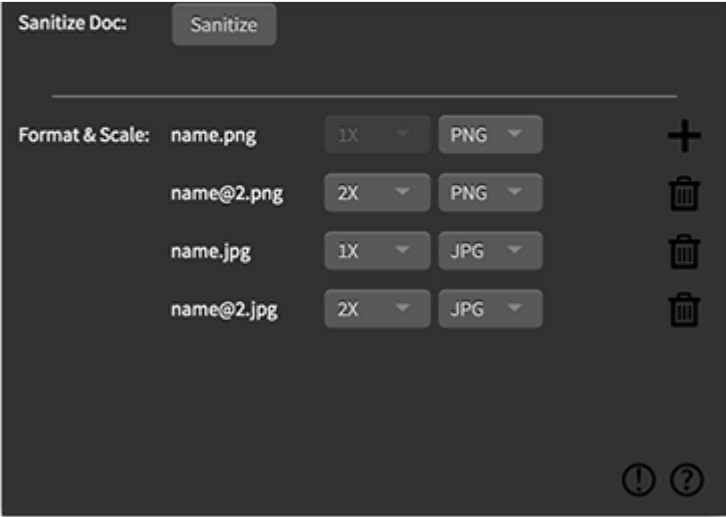 Sanitize Doc: Sanitize
Format & Scale: name.png 1X PNG
name@2.png 2X PNG
name.jpg 1X JPG
name@2.jpg 2X JPG